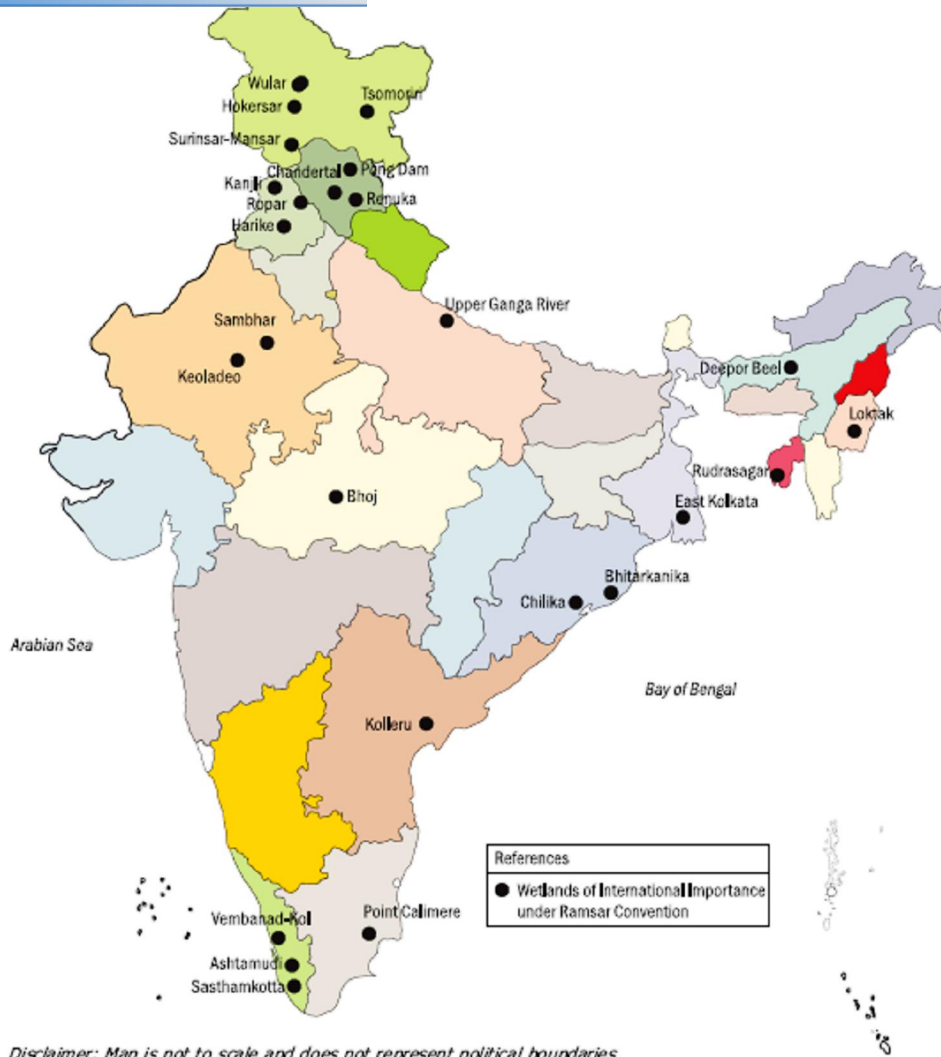 Wular
Tsomoriri
Hokersar
Surinsar-Mansar
Chandertal
Pong Dam
Kanjli
Renuka
Ropar
Harike
Upper Ganga River
Sambhar
Keoladeo
Deepor Beel
Loktak
Rudrasagar
Bhoj
East Kolkata
Bhitarkanika
Chilika
Arabian Sea
Bay of Bengal
Kolleru
References
Wetlands of International Importance
under Ramsar Convention
Vembanad-Kol
Point Calimere
Ashtamudi
Sasthamkotta
Disclaimer: Map is not to scale and does not represent political boundaries